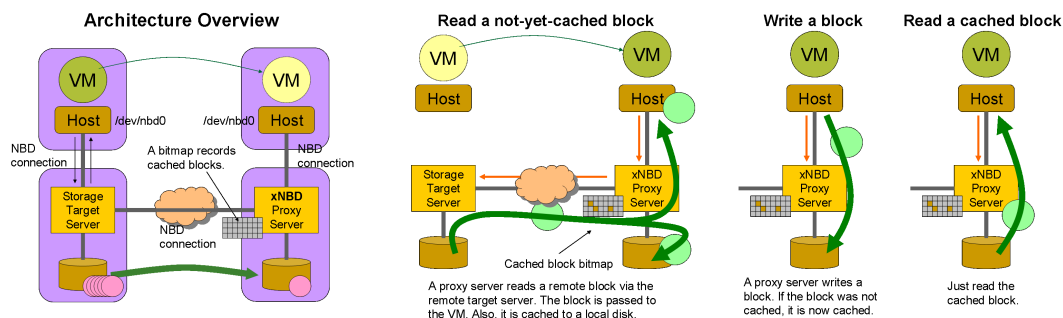 Architecture Overview
VM
VM
Host
/dev/nbd0
/dev/nbd0
Host
NBD
connection
A bitmap records
cached blocks.
NBD
connection
Storage
Target
Server
xNBD
Proxy
Server
NBD
connection
Read a not-yet-cached block
VM
VM
Host
Host
Storage
Target
Server
xNBD
Proxy
Server
Cached block bitmap
A proxy server reads a remote block via the
remote target server. The block is passed to
the VM. Also, it is cached to a local disk.
Write a block
VM
Host
xNBD
Proxy
Server
A proxy server writes a
block. If the block was not
cached, it is now cached.
Read a cached block
VM
Host
xNBD
Proxy
Server
Just read the
cached block.